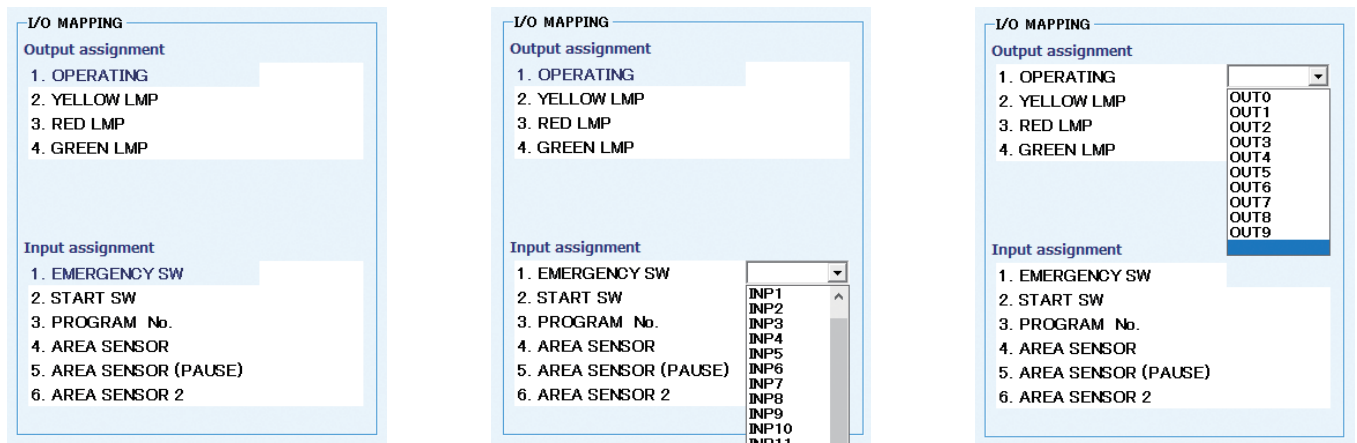 I/O MAPPING
Output assignment
1. OPERATING
2. YELLOW LMP
3. RED LMP
4. GREEN LMP
Input assignment
1. EMERGENCY SW
2. START SW
3. PROGRAM No.
4. AREA SENSOR
5. AREA SENSOR (PAUSE)
6. AREA SENSOR 2
I/O MAPPING
Output assignment
1. OPERATING
2. YELLOW LMP
3. RED LMP
4. GREEN LMP
Input assignment
1. EMERGENCY SW
2. START SW
3. PROGRAM No.
4. AREA SENSOR
5. AREA SENSOR (PAUSE)
6. AREA SENSOR 2
INP1
INP2
INP3
INP4
INP5
INP6
INP7
INP8
INP9
INP10
INP11
I/O MAPPING
Output assignment
1. OPERATING
2. YELLOW LMP
3. RED LMP
4. GREEN LMP
OUT0
OUT1
OUT2
OUT3
OUT4
OUT5
OUT6
OUT7
OUT8
OUT9
Input assignment
1. EMERGENCY SW
2. START SW
3. PROGRAM No.
4. AREA SENSOR
5. AREA SENSOR (PAUSE)
6. AREA SENSOR 2